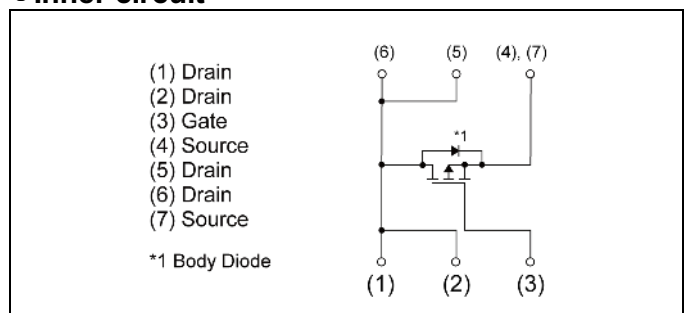 Inner circuit
(1) Drain
(2) Drain
(3) Gate
(4) Source
(5) Drain
(6) Drain
(7) Source
*1 Body Diode
(6) (5) (4), (7)
*1
(1) (2) (3)